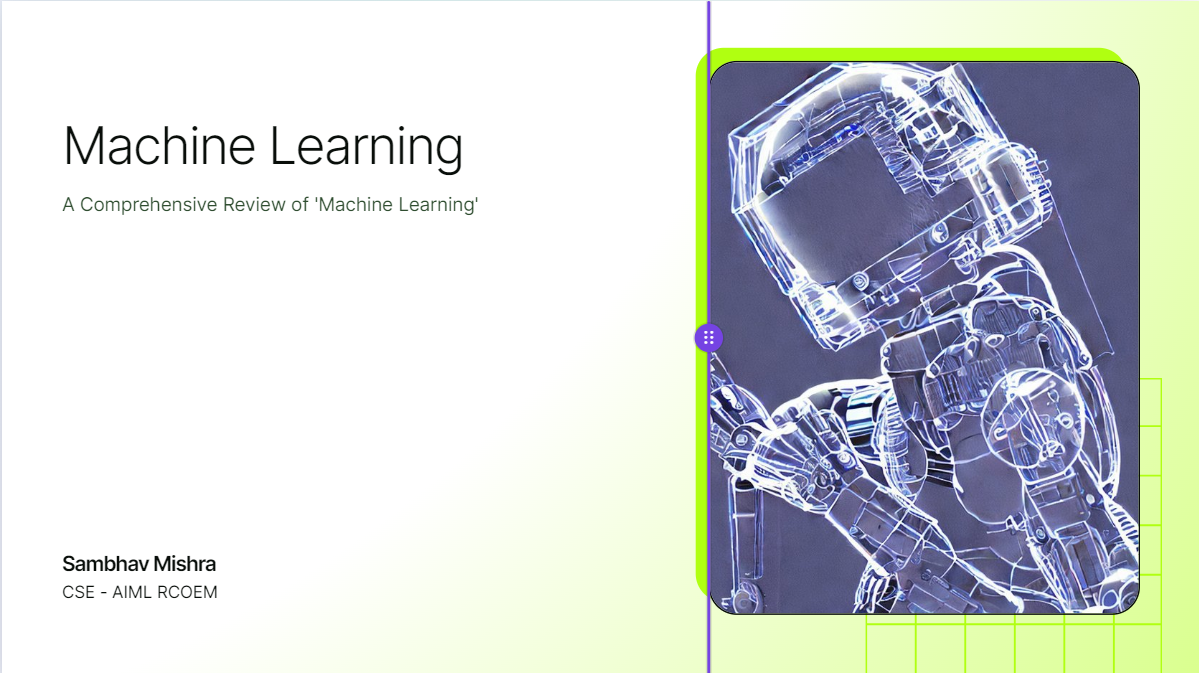 Machine Learning
A Comprehensive Review of 'Machine Learning'
Sambhav Mishra
CSE - AIML RCOEM